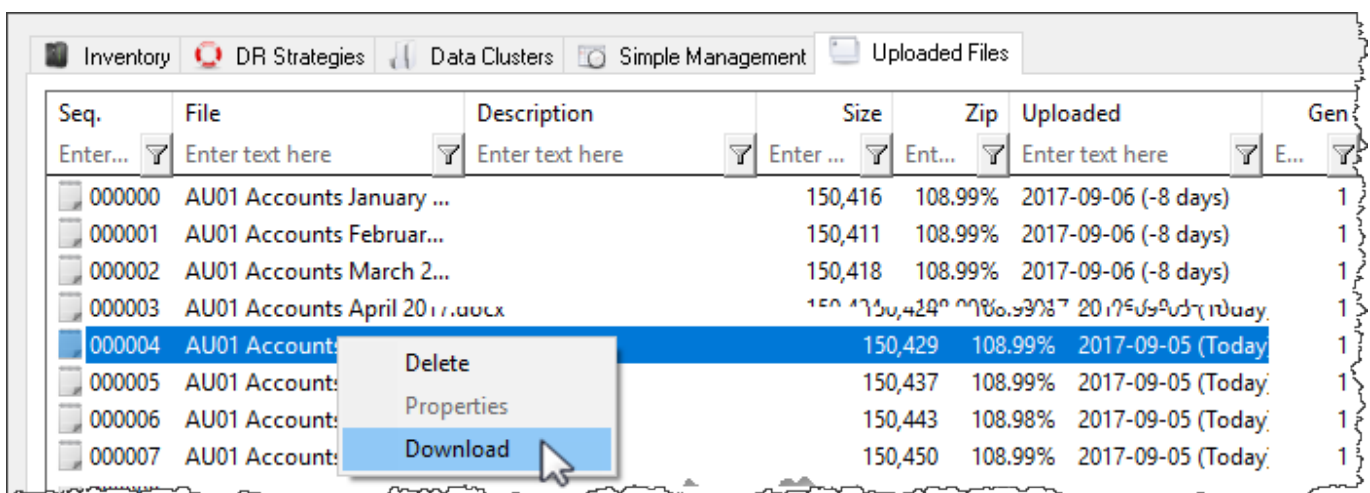 Inventory DR Strategies Data Clusters Simple Management Uploaded Files
Seq. File Description Size Zip Uploaded Gen
Enter... Enter text here Enter text here Enter ... Ent... Enter text here E...
000000 AU01 Accounts January ... 150,416 108.99% 2017-09-06 (-8 days) 1
000001 AU01 Accounts Februar... 150,411 108.99% 2017-09-06 (-8 days) 1
000002 AU01 Accounts March 2... 150,418 108.99% 2017-09-06 (-8 days) 1
000003 AU01 Accounts April 2017.docx 1
000004 AU01 Accounts 150,429 108.99% 2017-09-05 (Today) 1
Delete
000005 AU01 Accounts 150,437 108.99% 2017-09-05 (Today) 1
Properties
000006 AU01 Accounts 150,443 108.98% 2017-09-05 (Today) 1
Download
000007 AU01 Accounts 150,450 108.99% 2017-09-05 (Today) 1